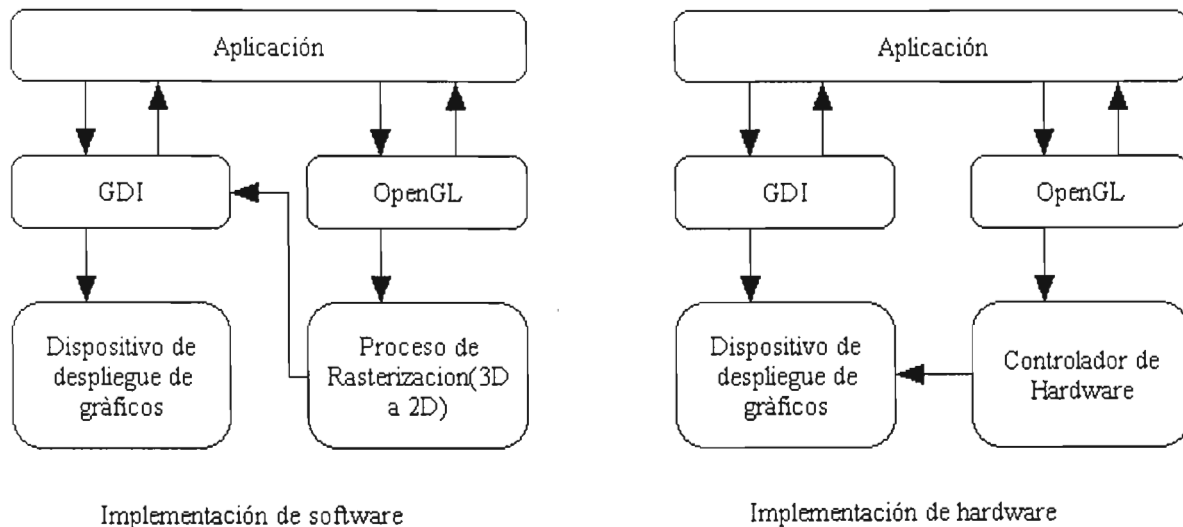 Aplicación
GDI
OpenGL
Dispositivo de
despliegue de
gràficos
Proceso de
Rasterizacion(3D
a 2D)
Implementación de software
Aplicación
GDI
OpenGL
Dispositivo de
despliegue de
gràficos
Controlador de
Hardware
Implementación de hardware